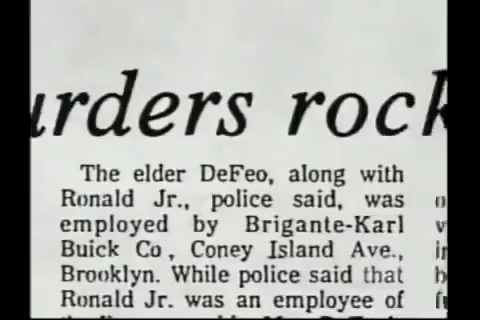 urders rock
The elder DeFeo, along with
Ronald Jr., police said, was
employed by Brigante-Karl
Buick Co, Coney Island Ave.,
Brooklyn. While police said that
Ronald Jr. was an employee of